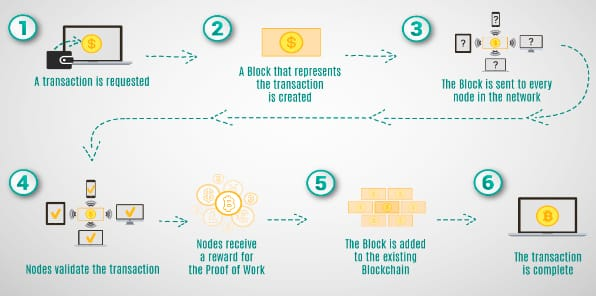 1
A transaction is requested
2
A Block that represents
the transaction
is created
3
The Block is sent to every
node in the network
4
Nodes validate the transaction
Nodes receive
a reward for
the Proof of Work
5
The Block is added
to the existing
Blockchain
6
The transaction
is complete